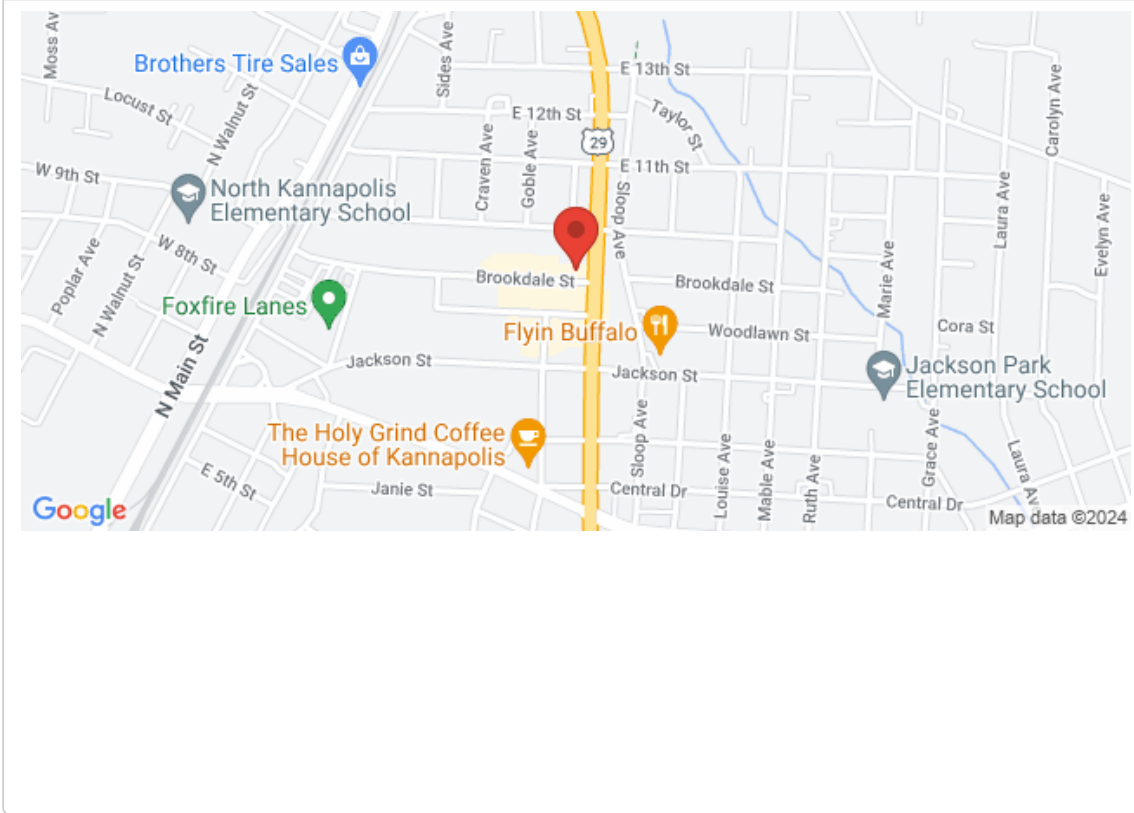 Moss Av
Brothers Tire Sales
Sides Ave
E 13th St
Locust St
N Walnut St
Craven Ave
E 12th St
Goble Ave
Taylor St
Carolyn Ave
29
E 11th St
W 9th St
North Kannapolis
Elementary School
Sloop Ave
Laura Ave
Evelyn Ave
Poplar Ave
W 8th St
N Walnut St
Brookdale St
Brookdale St
Marie Ave
Foxfire Lanes
Flyin Buffalo
Woodlawn St
Cora St
N Main St
Jackson St
Jackson St
Jackson Park
Elementary School
The Holy Grind Coffee
House of Kannapolis
Sloop Ave
Louise Ave
Mable Ave
Ruth Ave
Grace Ave
Laura Av
E 5th St
Janie St
Central Dr
Central Dr
Google
Map data ©2024